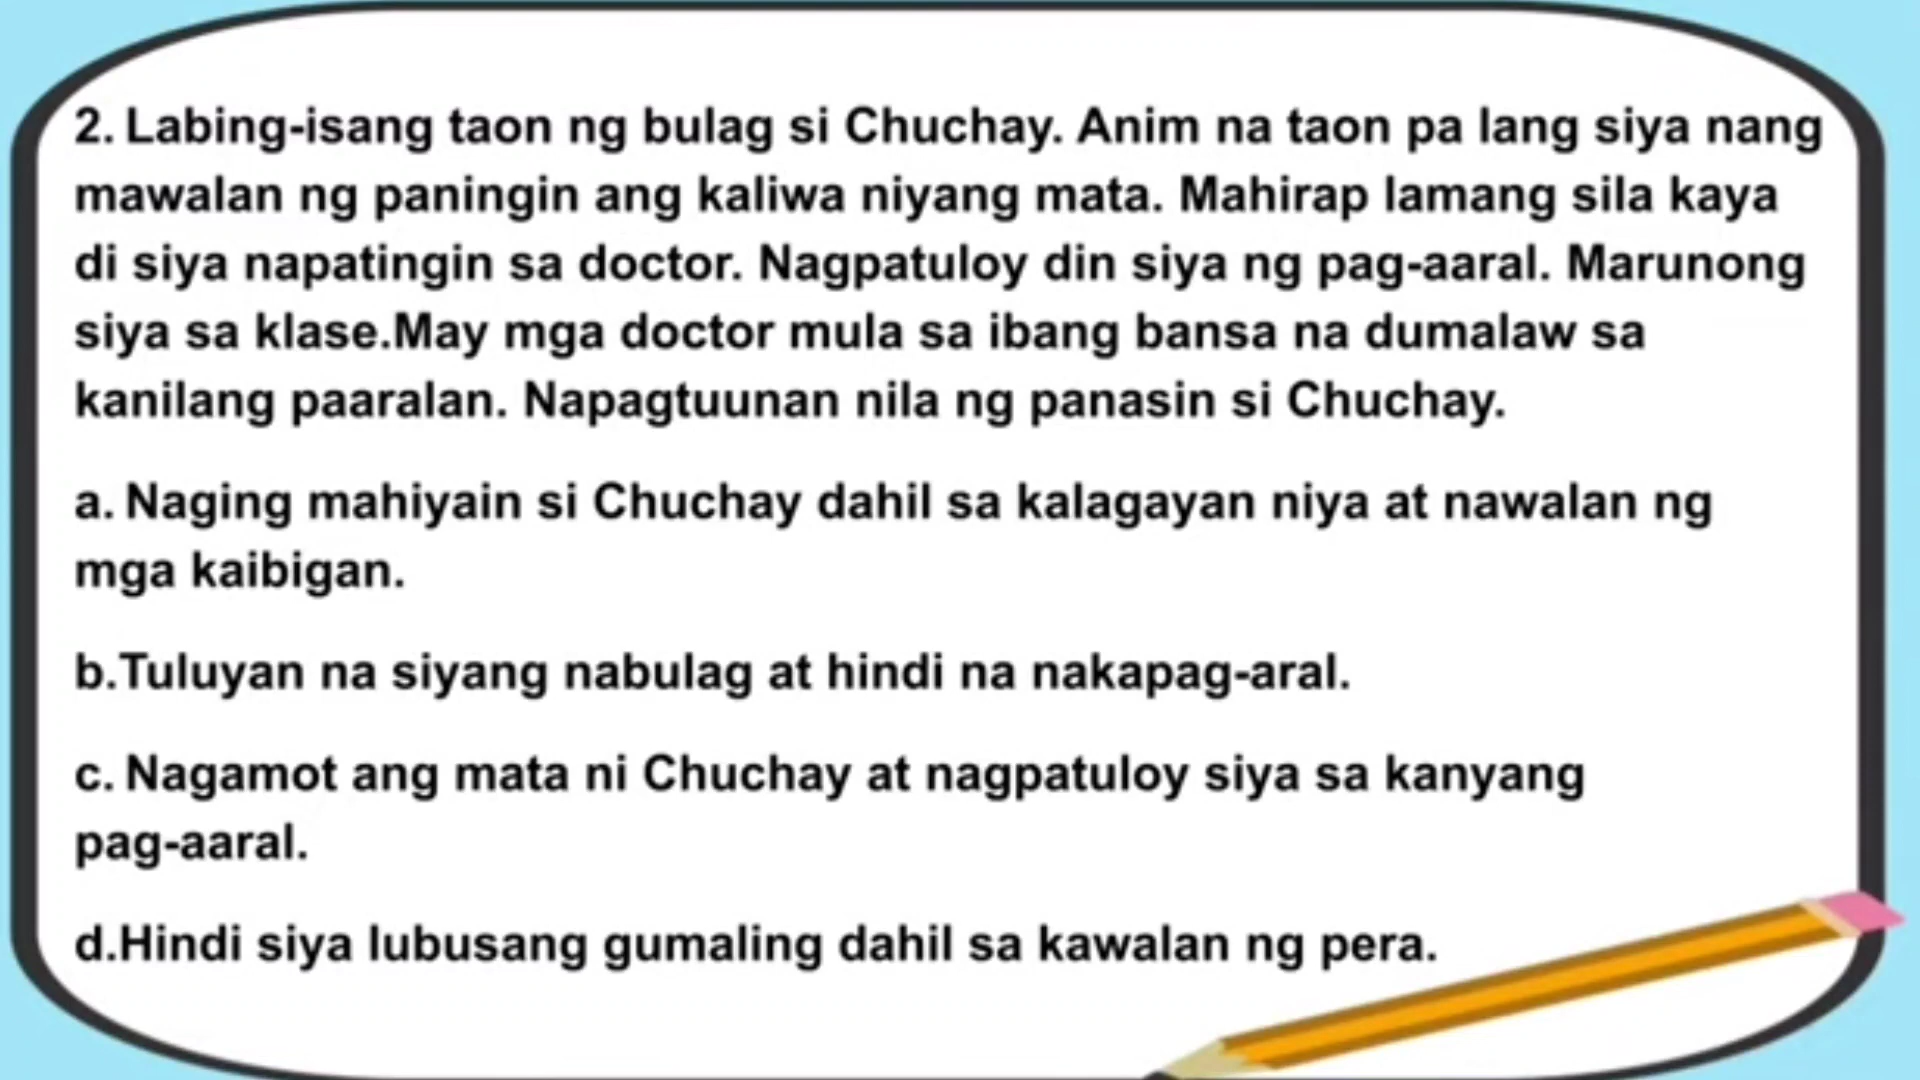 2. Labing-isang taon ng bulag si Chuchay. Anim na taon pa lang siya nang
mawalan ng paningin ang kaliwa niyang mata. Mahirap lamang sila kaya
di siya napatingin sa doctor. Nagpatuloy din siya ng pag-aaral. Marunong
siya sa klase.May mga doctor mula sa ibang bansa na dumalaw sa
kanilang paaralan. Napagtuunan nila ng panasin si Chuchay.
a. Naging mahiyain si Chuchay dahil sa kalagayan niya at nawalan ng
mga kaibigan.
b.Tuluyan na siyang nabulag at hindi na nakapag-aral.
c. Nagamot ang mata ni Chuchay at nagpatuloy siya sa kanyang
pag-aaral.
d.Hindi siya lubusang gumaling dahil sa kawalan ng pera.